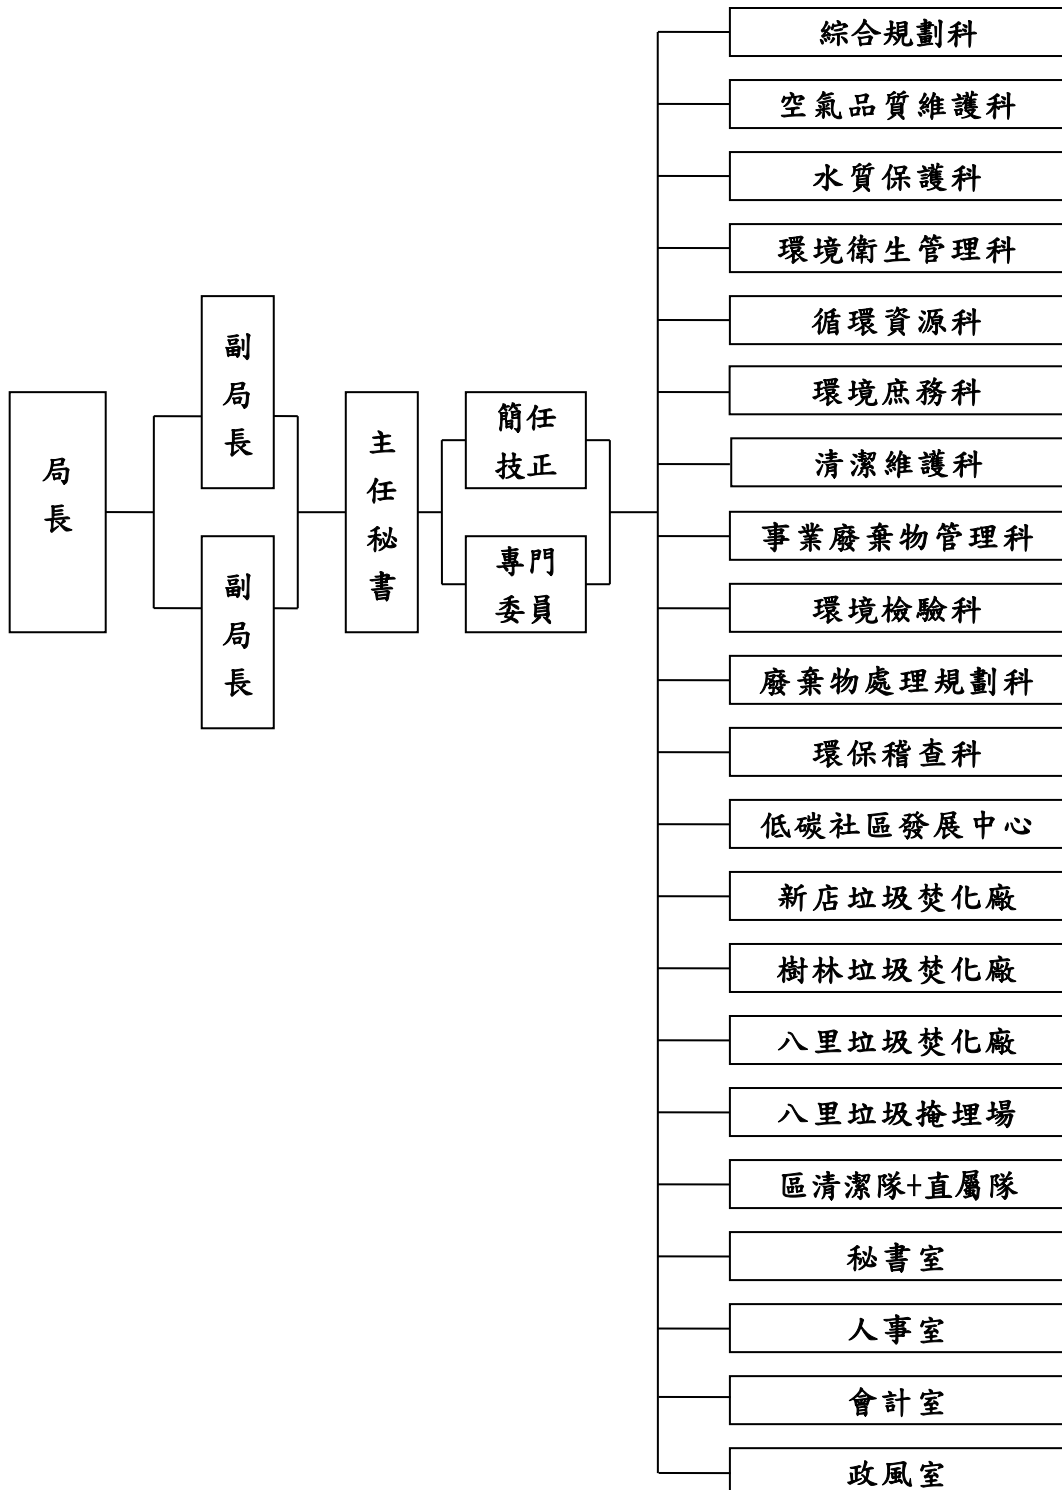 局長
副局長
副局長
主任秘書
簡任
技正
專門
委員
綜合規劃科
空氣品質維護科
水質保護科
環境衛生管理科
循環資源科
環境庶務科
清潔維護科
事業廢棄物管理科
環境檢驗科
廢棄物處理規劃科
環保稽查科
低碳社區發展中心
新店垃圾焚化廠
樹林垃圾焚化廠
八里垃圾焚化廠
八里垃圾掩埋場
區清潔隊+直屬隊
秘書室
人事室
會計室
政風室